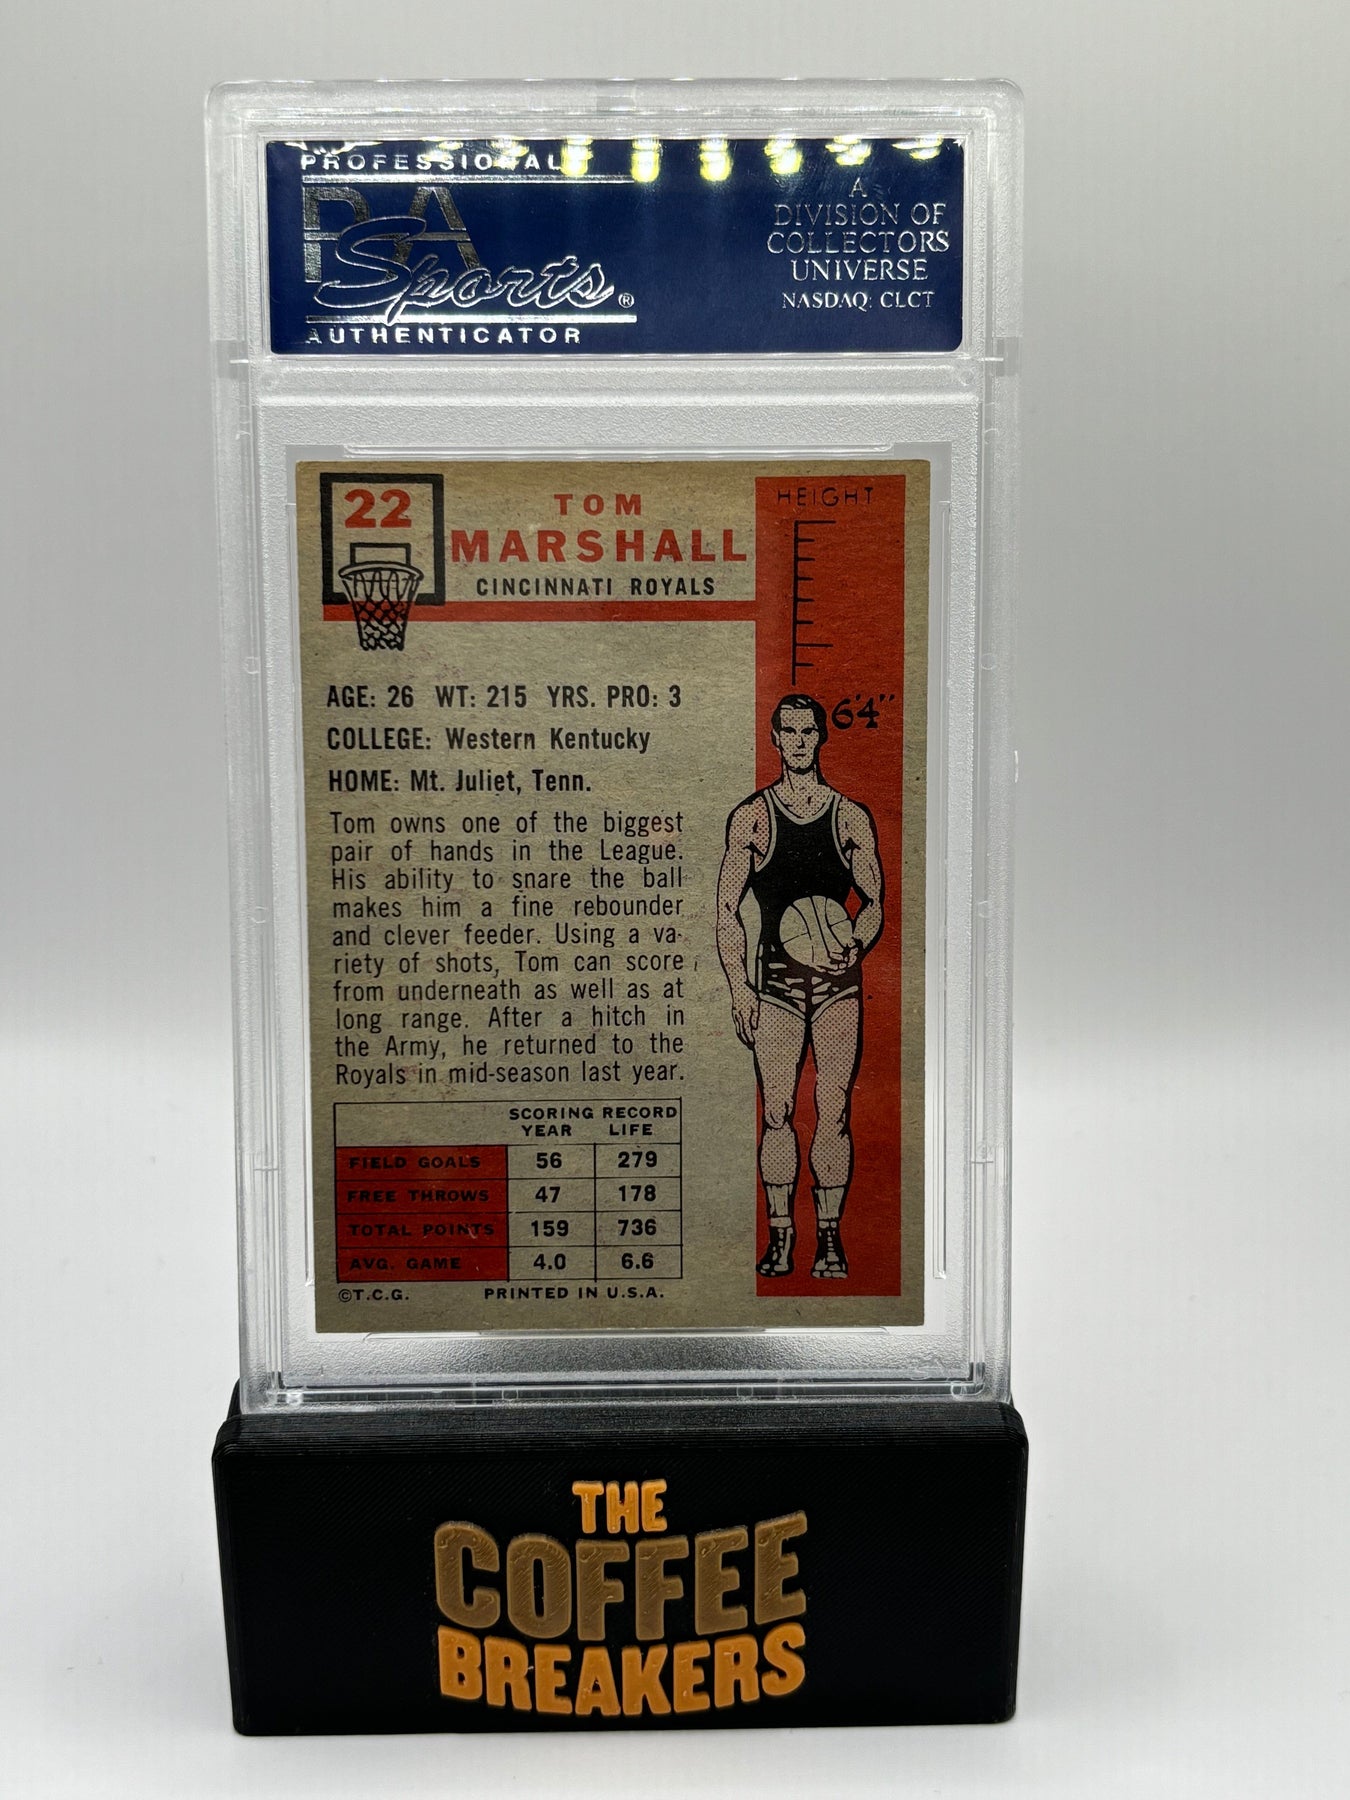 PROFESSIONAL
PSA
Sports®
AUTHENTICATOR
A
DIVISION OF
COLLECTORS
UNIVERSE
NASDAQ: CLCT
22
TOM
MARSHALL
CINCINNATI ROYALS
HEIGHT
6'4"
AGE: 26 WT: 215 YRS. PRO: 3
COLLEGE: Western Kentucky
HOME: Mt. Juliet, Tenn.
Tom owns one of the biggest
pair of hands in the League.
His ability to snare the ball
makes him a fine rebounder
and clever feeder. Using a va-
riety of shots, Tom can score
from underneath as well as at
long range. After a hitch in
the Army, he returned to the
Royals in mid-season last year.
SCORING RECORD
YEAR LIFE
FIELD GOALS 56 279
FREE THROWS 47 178
TOTAL POINTS 159 736
AVG. GAME 4.0 6.6
©T.C.G. PRINTED IN U.S.A.
THE
COFFEE
BREAKERS